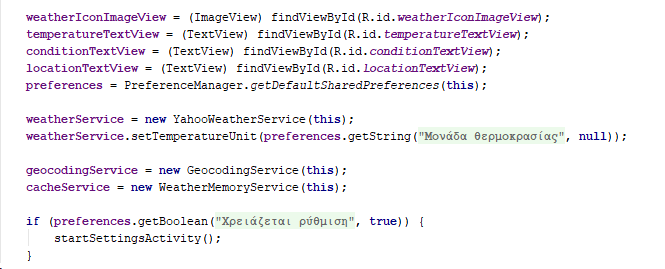 weatherIconImageView = (ImageView) findViewById(R.id.weatherIconImageView);
temperatureTextView = (TextView) findViewById(R.id.temperatureTextView);
conditionTextView = (TextView) findViewById(R.id.conditionTextView);
locationTextView = (TextView) findViewById(R.id.locationTextView);
preferences = PreferenceManager.getDefaultSharedPreferences(this);
weatherService = new YahooWeatherService(this);
weatherService.setTemperatureUnit(preferences.getString("Μονάδα θερμοκρασίας", null));
geocodingService = new GeocodingService(this);
cacheService = new WeatherMemoryService(this);
if (preferences.getBoolean("Χρειάζεται ρύθμιση", true)) {
startSettingsActivity();
}